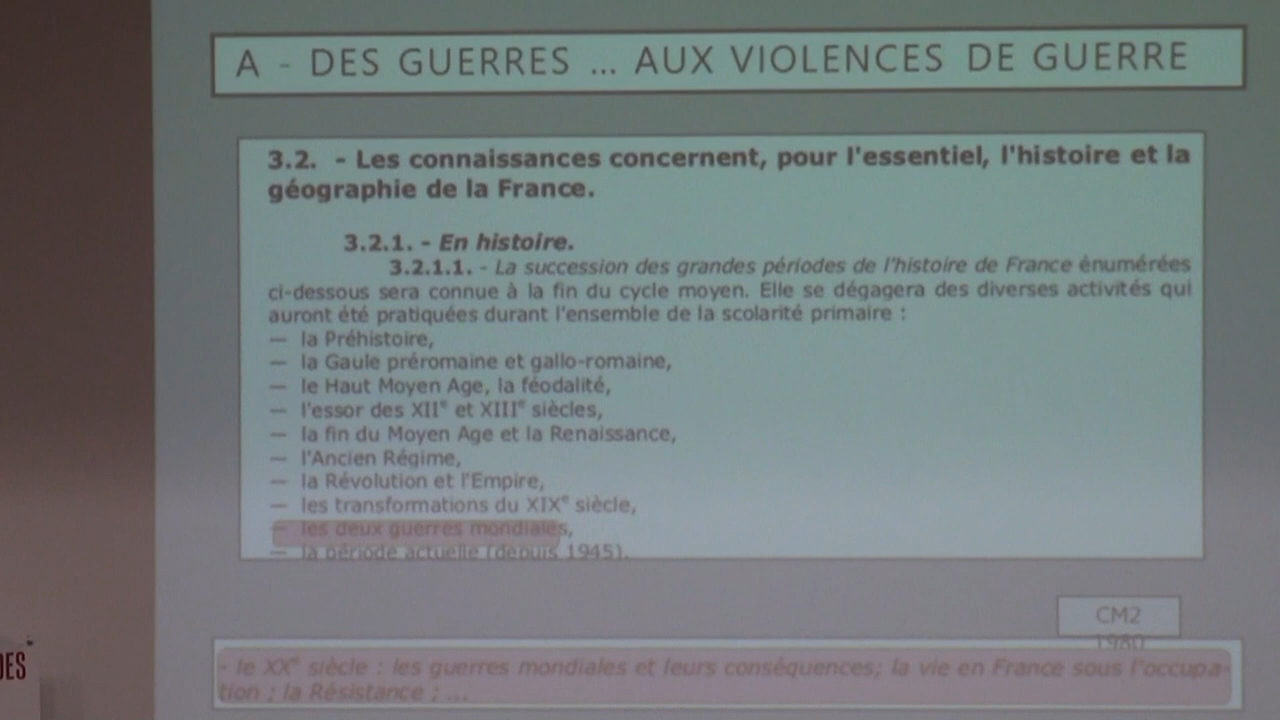 A - DES GUERRES ... AUX VIOLENCES DE GUERRE
3.2. - Les connaissances concernent, pour l'essentiel, l'histoire et la
géographie de la France.
3.2.1. - En histoire.
3.2.1.1. - La succession des grandes périodes de l'histoire de France énumérées
ci-dessous sera connue à la fin du cycle moyen. Elle se dégagera des diverses activités qui
auront été pratiquées durant l'ensemble de la scolarité primaire :
— la Préhistoire,
— la Gaule préromaine et gallo-romaine,
— le Haut Moyen Age, la féodalité,
— l'essor des XIIe et XIIIe siècles,
— la fin du Moyen Age et la Renaissance,
— l'Ancien Régime,
— la Révolution et l'Empire,
— les transformations du XIXe siècle,
— les deux guerres mondiales,
— la période actuelle (depuis 1945).
CM2
1980
- le XXe siècle : les guerres mondiales et leurs conséquences; la vie en France sous l'occupa-
tion ; la Résistance ; ...
DES